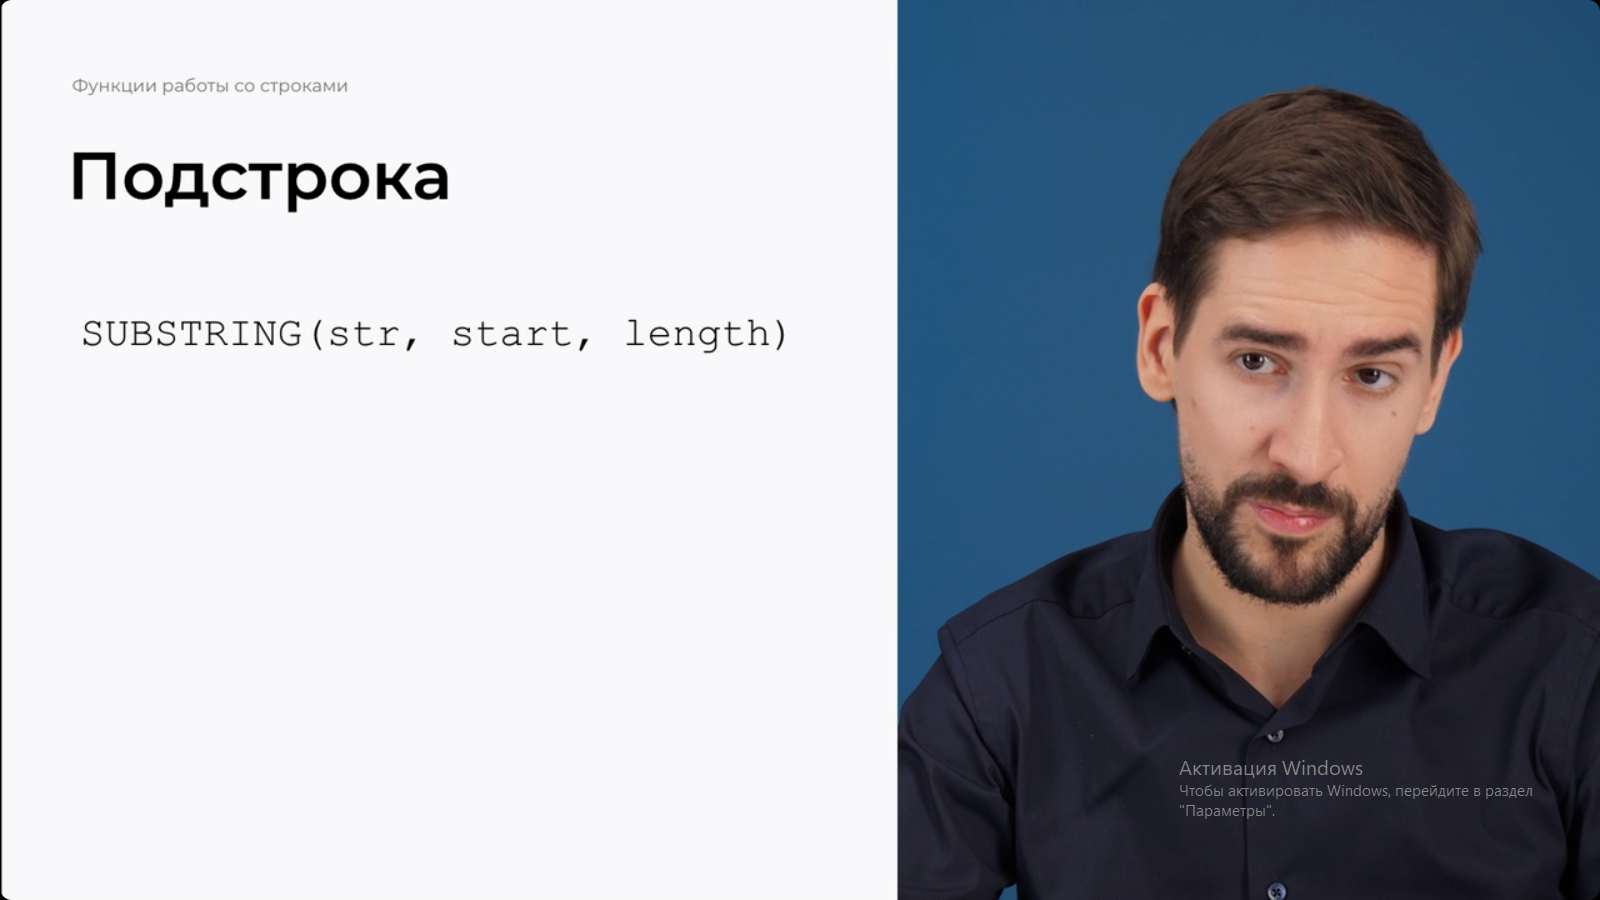 Функции работы со строками
Подстрока
SUBSTRING(str, start, length)
Активация Windows
Чтобы активировать Windows, перейдите в раздел
"Параметры".